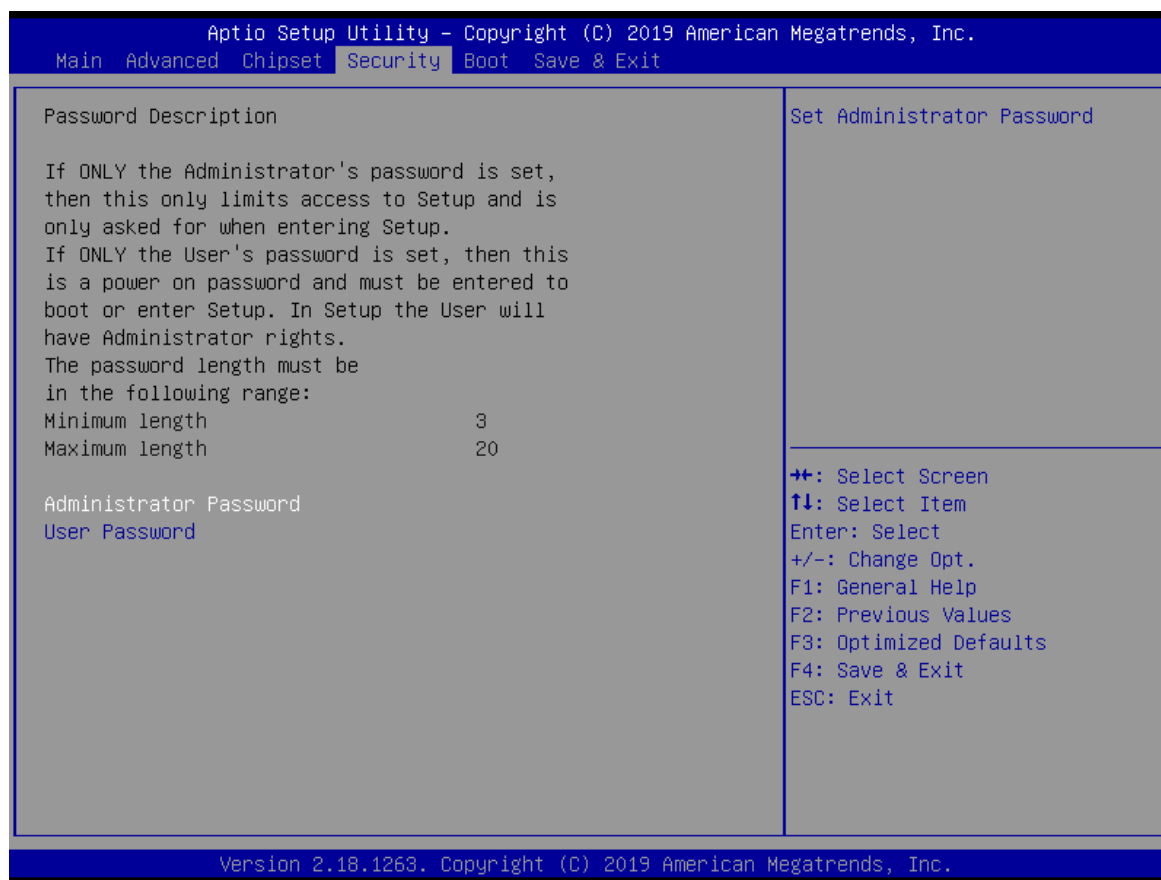 Aptio Setup Utility – Copyright (C) 2019 American Megatrends, Inc.
Main Advanced Chipset Security Boot Save & Exit
Password Description
If ONLY the Administrator's password is set,
then this only limits access to Setup and is
only asked for when entering Setup.
If ONLY the User's password is set, then this
is a power on password and must be entered to
boot or enter Setup. In Setup the User will
have Administrator rights.
The password length must be
in the following range:
Minimum length 3
Maximum length 20
Administrator Password
User Password
Set Administrator Password
→←: Select Screen
↑↓: Select Item
Enter: Select
+/-: Change Opt.
F1: General Help
F2: Previous Values
F3: Optimized Defaults
F4: Save & Exit
ESC: Exit
Version 2.18.1263. Copyright (C) 2019 American Megatrends, Inc.